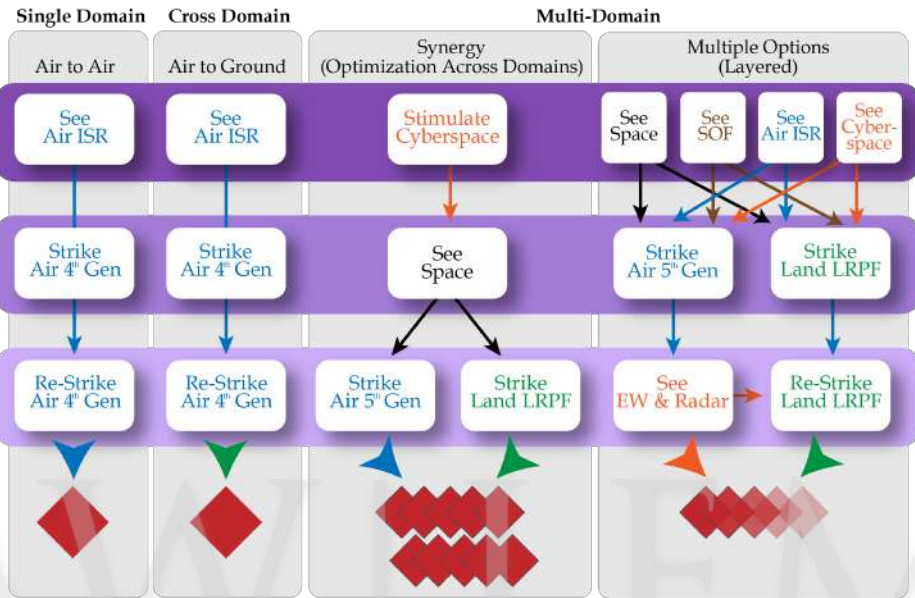 Single Domain
Cross Domain
Multi-Domain
Air to Air
Air to Ground
Synergy
(Optimization Across Domains)
Multiple Options
(Layered)
See
Air ISR
See
Air ISR
Stimulate
Cyberspace
See
Space
See
SOF
See
Air ISR
See
Cyber-
space
Strike
Air 4th Gen
Strike
Air 4th Gen
See
Space
Strike
Air 5th Gen
Strike
Land LRPF
Re-Strike
Air 4th Gen
Re-Strike
Air 4th Gen
Strike
Air 5th Gen
Strike
Land LRPF
See
EW & Radar
Re-Strike
Land LRPF